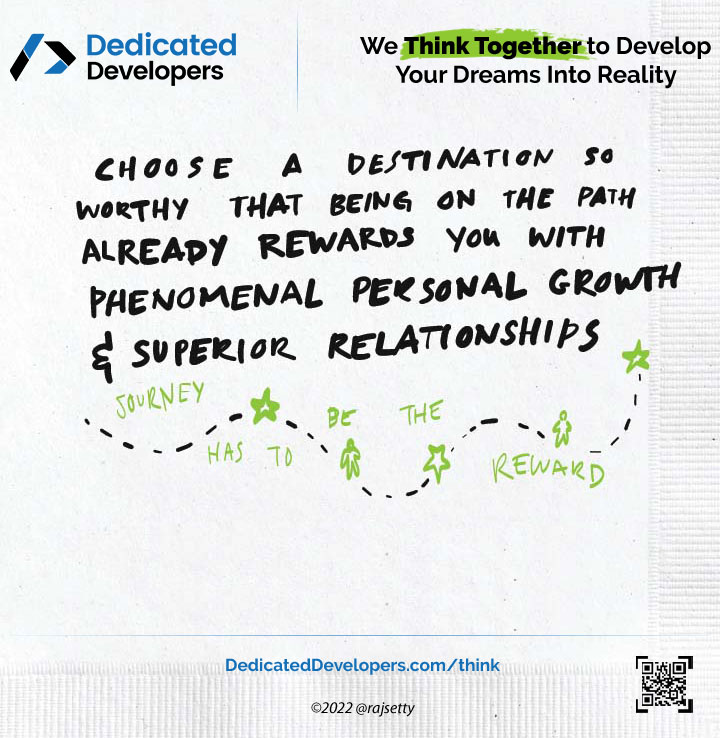 Dedicated
Developers
We Think Together to Develop
Your Dreams Into Reality
CHOOSE A DESTINATION SO
WORTHY THAT BEING ON THE PATH
ALREADY REWARDS YOU WITH
PHENOMENAL PERSONAL GROWTH
& SUPERIOR RELATIONSHIPS
JOURNEY
HAS TO
BE THE
REWARD
DedicatedDevelopers.com/think
©2022 @rajsetty